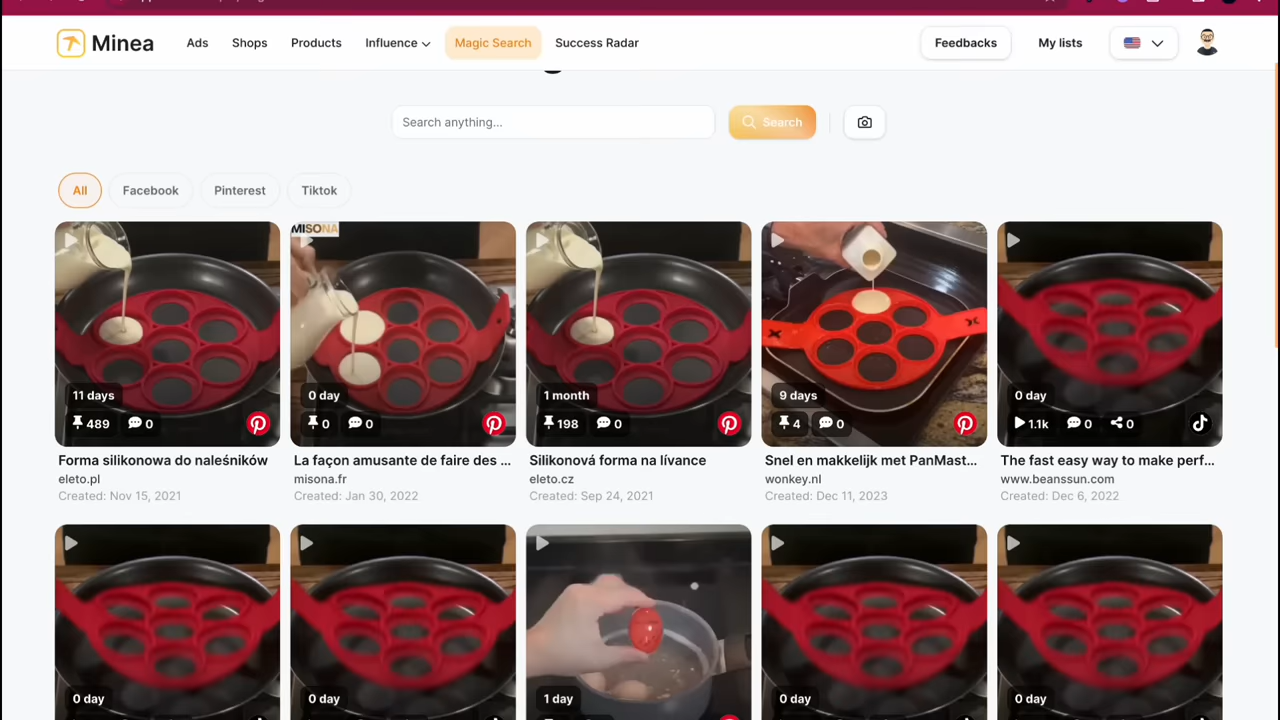 Minea
Ads
Shops
Products
Influence
Magic Search
Success Radar
Feedbacks
My lists
Search anything...
Search
All
Facebook
Pinterest
Tiktok
11 days
489
0
Forma silikonowa do naleśników
eleto.pl
Created: Nov 15, 2021
MISONA
0 day
0
0
La façon amusante de faire des ...
misona.fr
Created: Jan 30, 2022
1 month
198
0
Silikonová forma na lívance
eleto.cz
Created: Sep 24, 2021
9 days
4
0
Snel en makkelijk met PanMast...
wonkey.nl
Created: Dec 11, 2023
0 day
1.1k
0
0
The fast easy way to make perf...
www.beanssun.com
Created: Dec 6, 2022
0 day
0 day
1 day
0 day
0 day